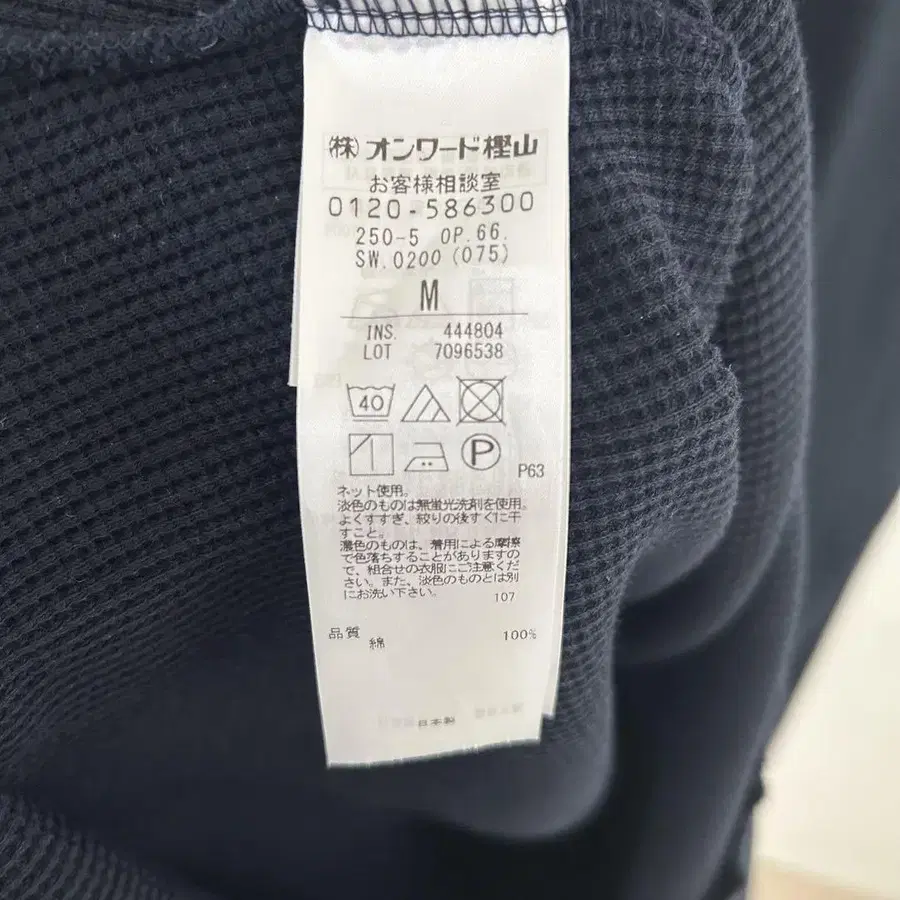 ㈱オンワード樫山
お客様相談室
0120-586300
250-5 OP.66.
SW.0200(075)
M
INS. 444804
LOT 7096538
40
P
P63
ネット使用。
淡色のものは無蛍光洗剤を使用。
よくすすぎ、絞りの後すぐに干
すこと。
濃色のものは、着用による摩擦
で色落ちすることがありますの
で、組合せの衣服にご注意くだ
さい。また、淡色のものとは別
にお洗い下さい。 107
品質 綿 100%
日本製